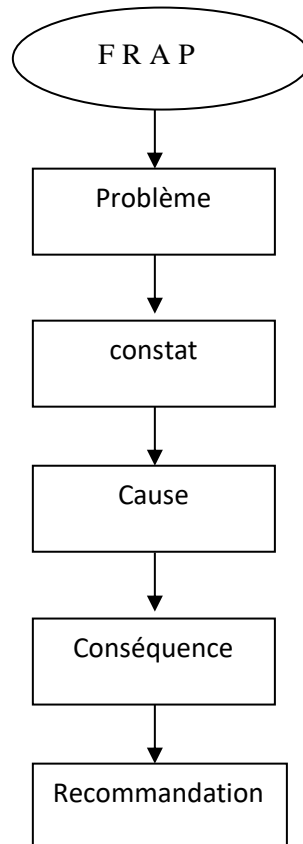 F R A P
Problème
constat
Cause
Conséquence
Recommandation